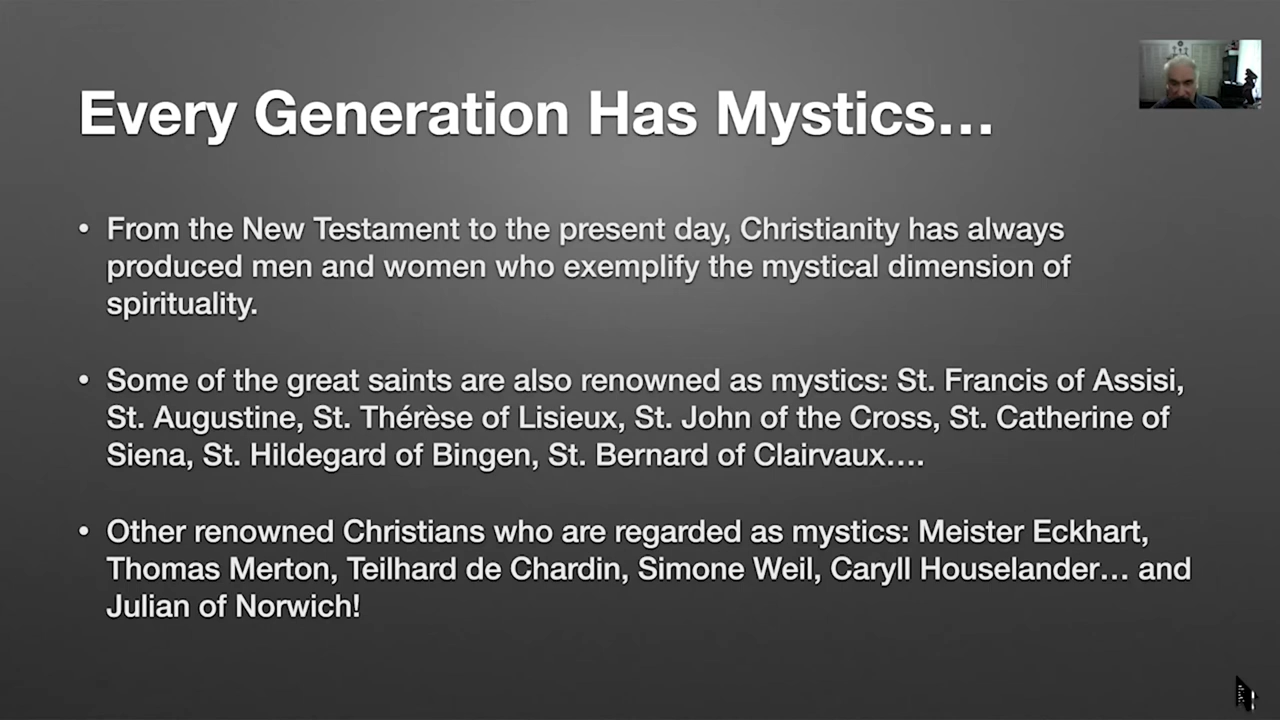 Every Generation Has Mystics…
• From the New Testament to the present day, Christianity has always
produced men and women who exemplify the mystical dimension of
spirituality.
• Some of the great saints are also renowned as mystics: St. Francis of Assisi,
St. Augustine, St. Thérèse of Lisieux, St. John of the Cross, St. Catherine of
Siena, St. Hildegard of Bingen, St. Bernard of Clairvaux….
• Other renowned Christians who are regarded as mystics: Meister Eckhart,
Thomas Merton, Teilhard de Chardin, Simone Weil, Caryll Houselander… and
Julian of Norwich!